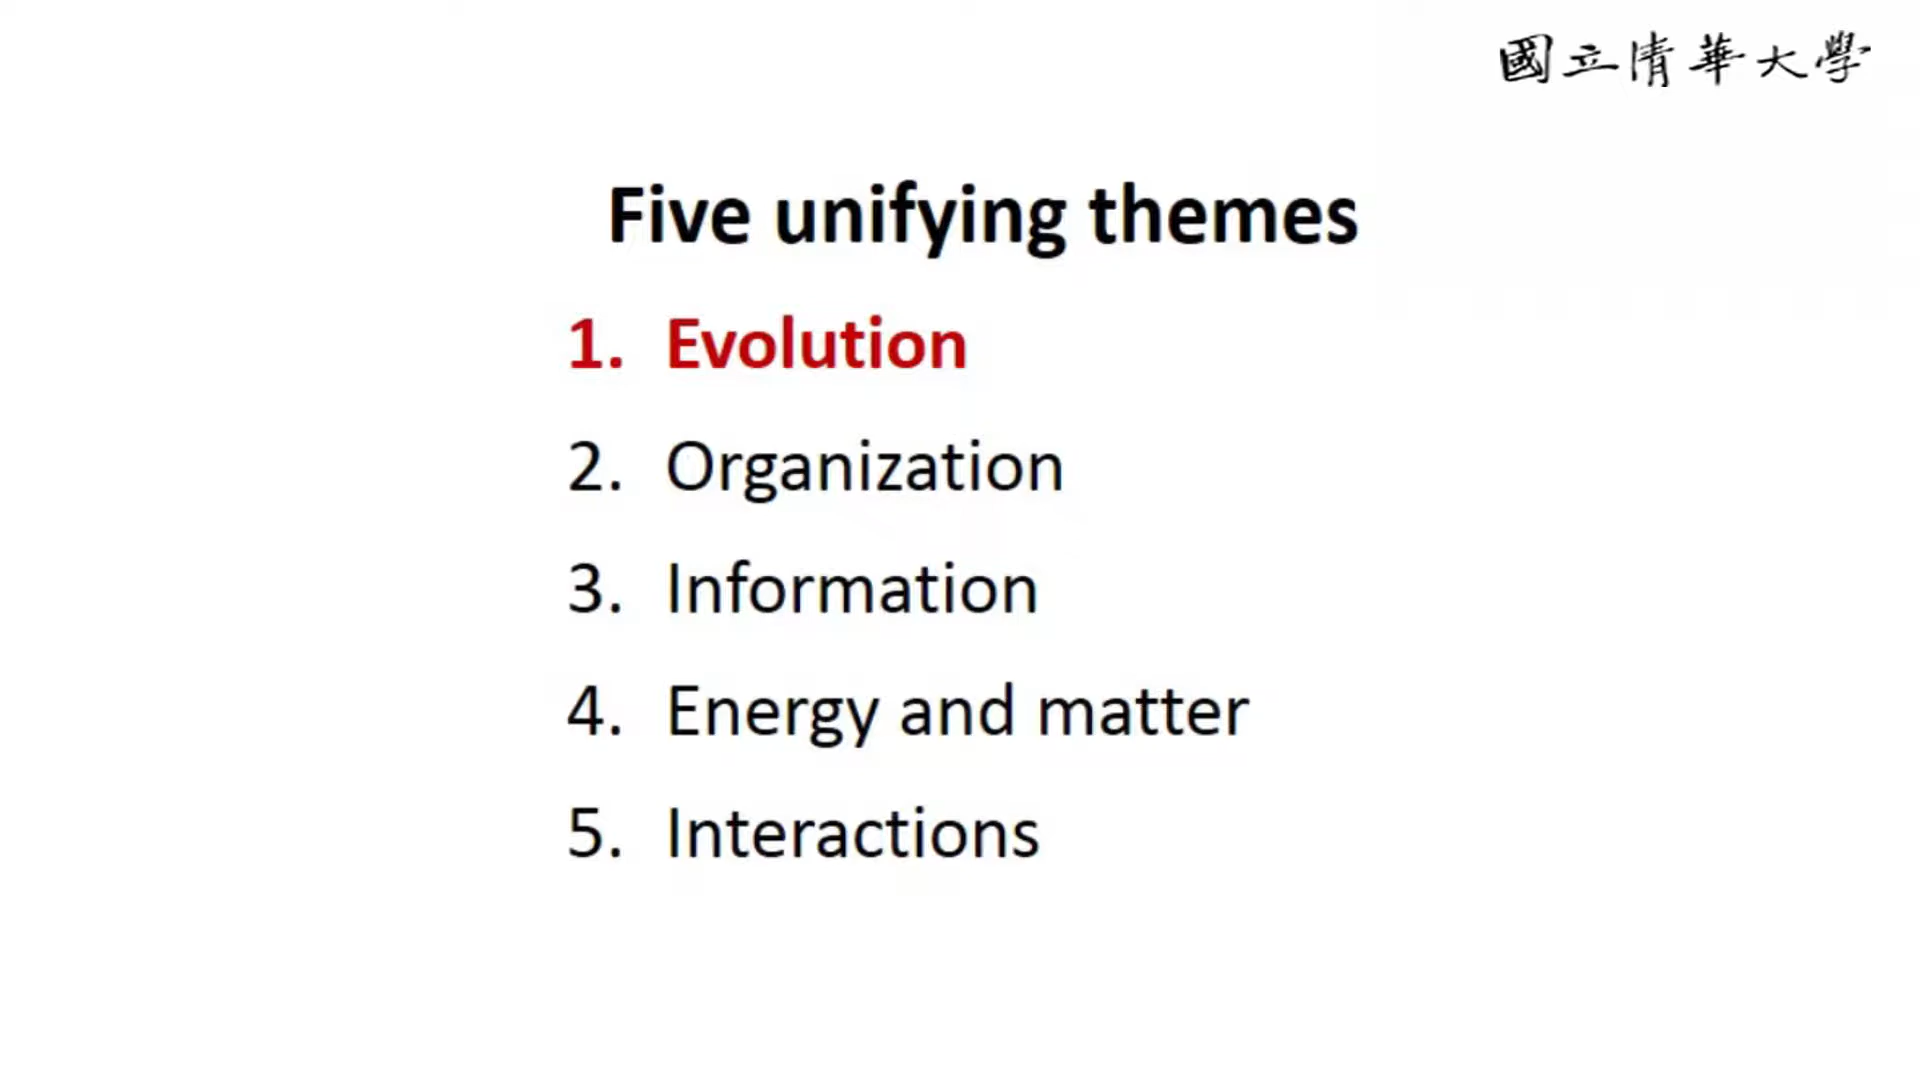 國立清華大學
Five unifying themes
1. Evolution
2. Organization
3. Information
4. Energy and matter
5. Interactions